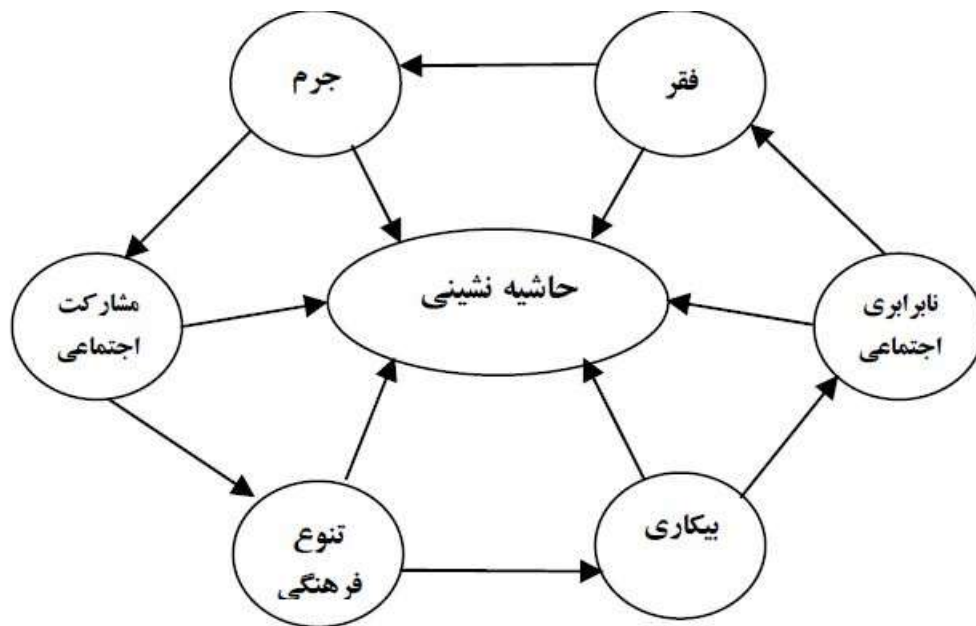 فقر
جرم
حاشیه نشینی
نابرابری
اجتماعی
مشارکت
اجتماعی
بیکاری
تنوع
فرهنگی